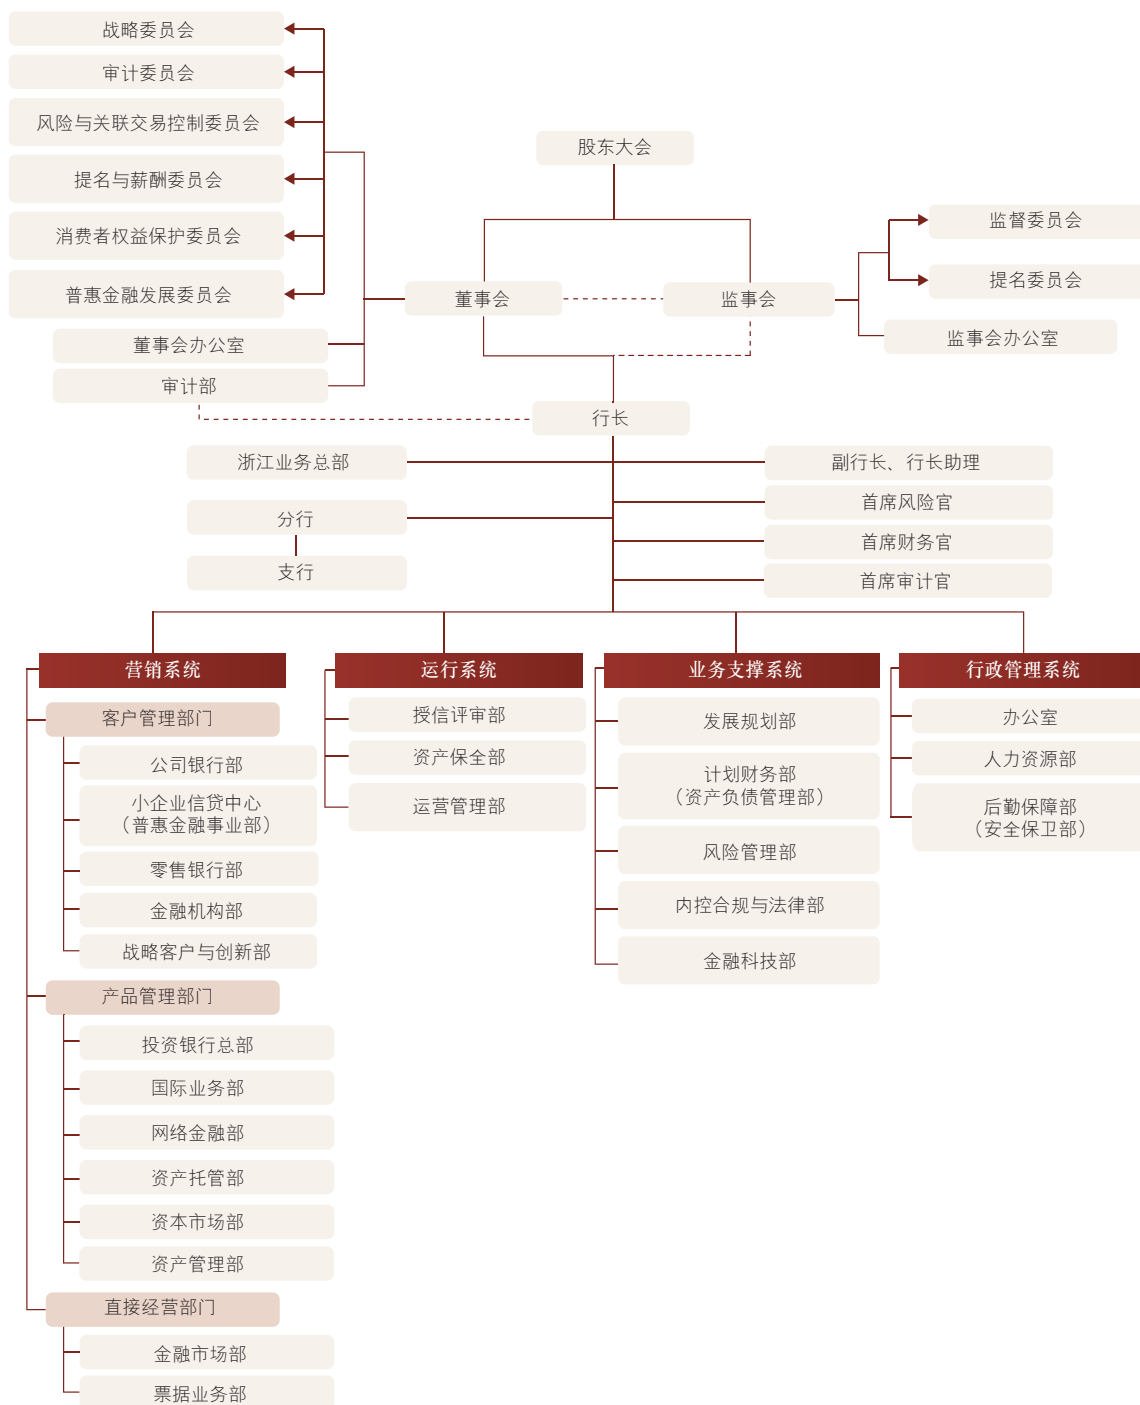 战略委员会
审计委员会
风险与关联交易控制委员会
提名与薪酬委员会
消费者权益保护委员会
普惠金融发展委员会
董事会办公室
审计部
股东大会
董事会
监事会
监督委员会
提名委员会
监事会办公室
行长
浙江业务总部
分行
支行
副行长、行长助理
首席风险官
首席财务官
首席审计官
营销系统
客户管理部门
公司银行部
小企业信贷中心
（普惠金融事业部）
零售银行部
金融机构部
战略客户与创新部
产品管理部门
投资银行总部
国际业务部
网络金融部
资产托管部
资本市场部
资产管理部
直接经营部门
金融市场部
票据业务部
运行系统
授信评审部
资产保全部
运营管理部
业务支撑系统
发展规划部
计划财务部
（资产负债管理部）
风险管理部
内控合规与法律部
金融科技部
行政管理系统
办公室
人力资源部
后勤保障部
（安全保卫部）